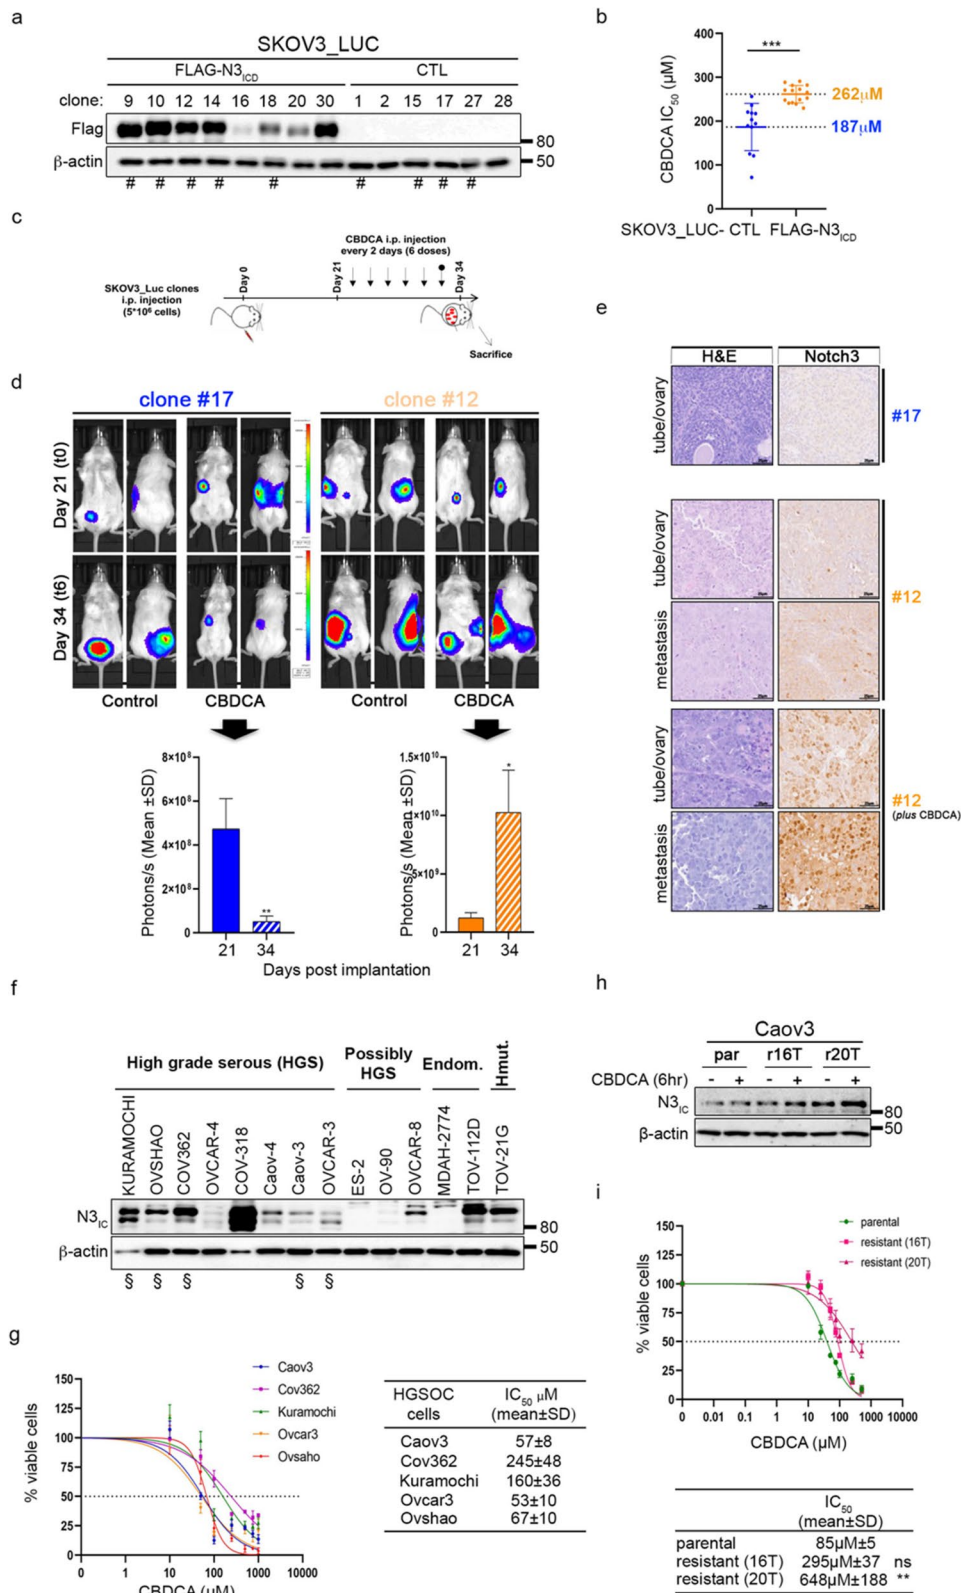 a
SKOV3_LUC
FLAG-N3ICD CTL
clone: 9 10 12 14 16 18 20 30 1 2 15 17 27 28
Flag
80
β-actin
50
# # # # # # # # #
b
CBDCA IC50 (μM)
400
300
200
100
0
***
262μM
187μM
SKOV3_LUC- CTL FLAG-N3ICD
c
CBDCA i.p. injection
every 2 days (6 doses)
Day 0
Day 21
Day 34
SKOV3_Luc clones
i.p. injection
(5*10⁶ cells)
Sacrifice
d
clone #17 clone #12
Day 21 (t0)
Day 34 (t6)
Control CBDCA Control CBDCA
Photons/s (Mean ±SD)
8×10⁸
6×10⁸
4×10⁸
2×10⁸
0
**
21 34
Photons/s (Mean ±SD)
1.5×10¹⁰
1×10¹⁰
5×10⁹
0
*
21 34
Days post implantation
e
H&E Notch3
tube/ovary
#17
tube/ovary
metastasis
#12
tube/ovary
metastasis
#12
(plus CBDCA)
f
High grade serous (HGS)
Possibly
HGS
Endom.
Hmut.
KURAMOCHI
OVSHAO
COV362
OVCAR-4
COV-318
Caov-4
Caov-3
OVCAR-3
ES-2
OV-90
OVCAR-8
MDAH-2774
TOV-112D
TOV-21G
N3IC
80
β-actin
50
§ § § § §
g
% viable cells
150
125
100
75
50
25
0
0 1 10 100 1000 10000
CBDCA (μM)
Caov3
Cov362
Kuramochi
Ovcar3
Ovsaho
HGSOC IC50 μM
cells (mean±SD)
Caov3 57±8
Cov362 245±48
Kuramochi 160±36
Ovcar3 53±10
Ovshao 67±10
h
Caov3
par r16T r20T
CBDCA (6hr) - + - + - +
N3IC
80
β-actin
50
i
% viable cells
150
125
100
75
50
25
0
0 0.01 0.1 1 10 100 1000 10000
CBDCA (μM)
parental
resistant (16T)
resistant (20T)
IC50
(mean±SD)
parental 85μM±5
resistant (16T) 295μM±37 ns
resistant (20T) 648μM±188 **